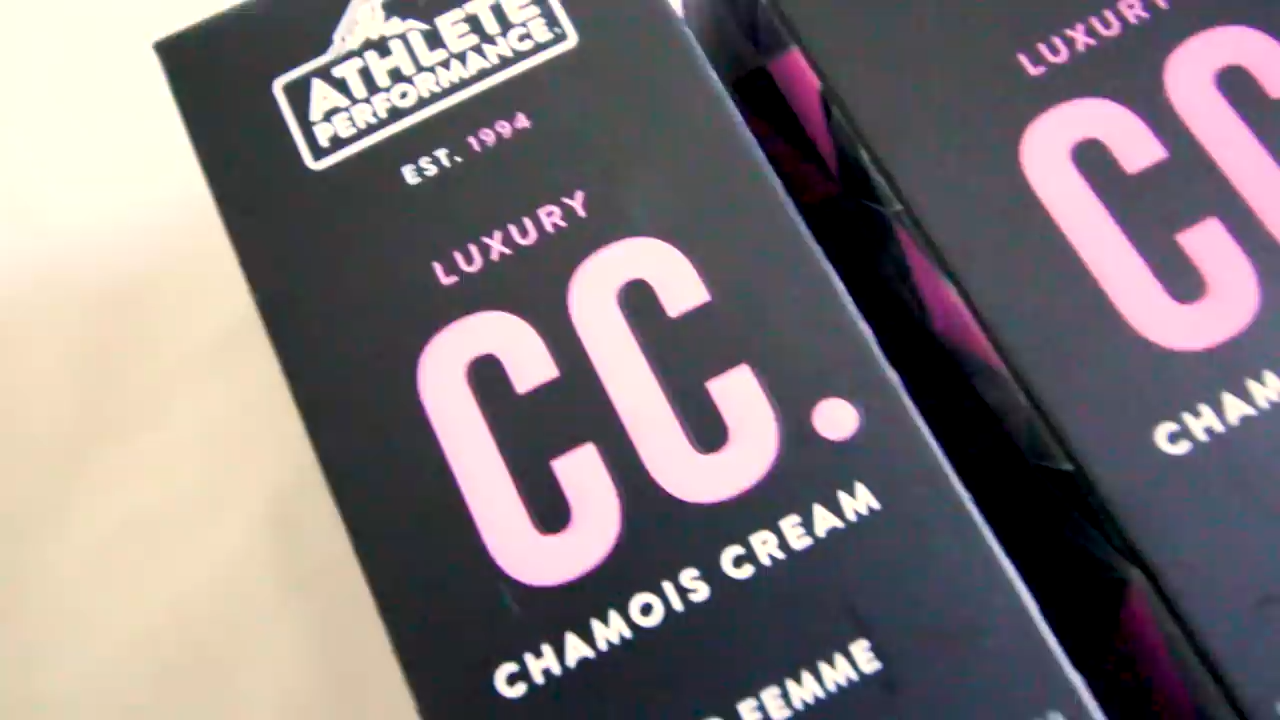 ATHLETE
PERFORMANCE
EST. 1994
LUXURY
CC.
CHAMOIS CREAM
FEMME
LUXURY
CC
CHAM